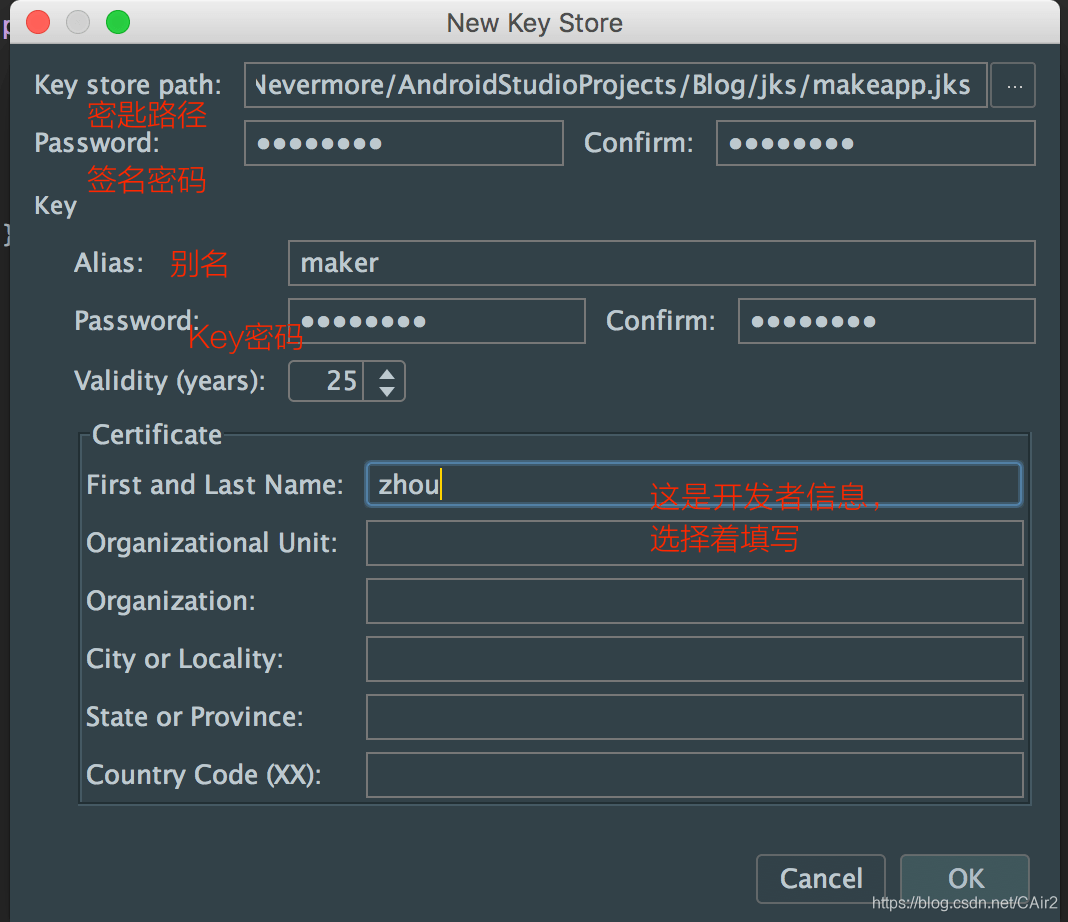 New Key Store
Key store path: Nevermore/AndroidStudioProjects/Blog/jks/makeapp.jks ...
密匙路径
Password: ●●●●●●●● Confirm: ●●●●●●●●
签名密码
Key
Alias: 别名 maker
Password: ●●●●●●●● Confirm: ●●●●●●●●
Key密码
Validity (years): 25
Certificate
First and Last Name: zhou
这是开发者信息，
选择着填写
Organizational Unit:
Organization:
City or Locality:
State or Province:
Country Code (XX):
Cancel OK
https://blog.csdn.net/CAir2